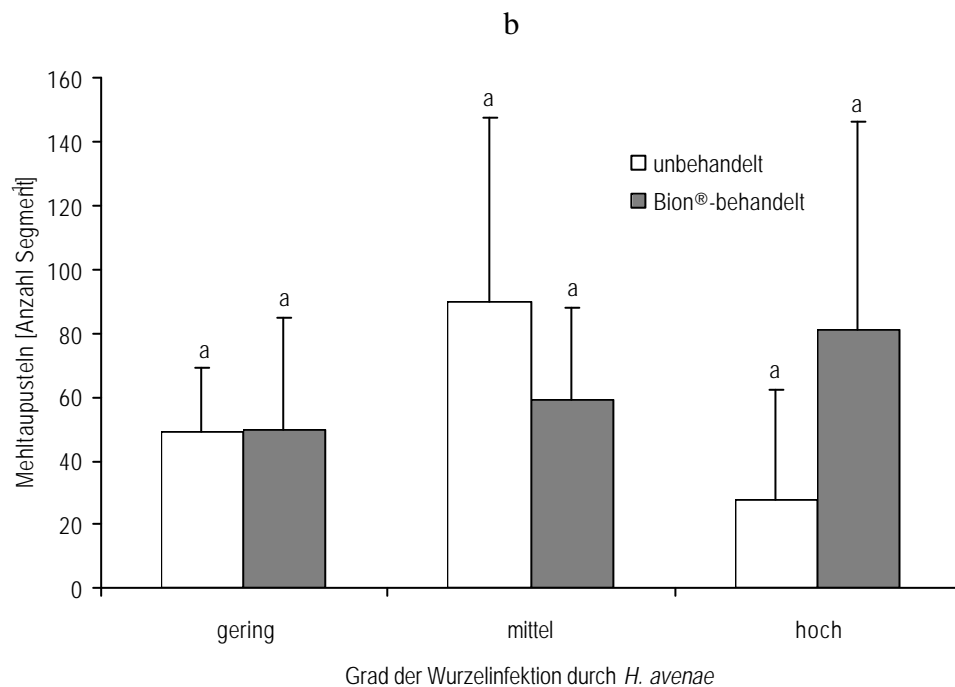 b
160
140
120
100
80
60
40
20
0
Mehltaupusteln [Anzahl Segment-1]
a
a
a
a
a
a
unbehandelt
Bion®-behandelt
gering
mittel
hoch
Grad der Wurzelinfektion durch H. avenae